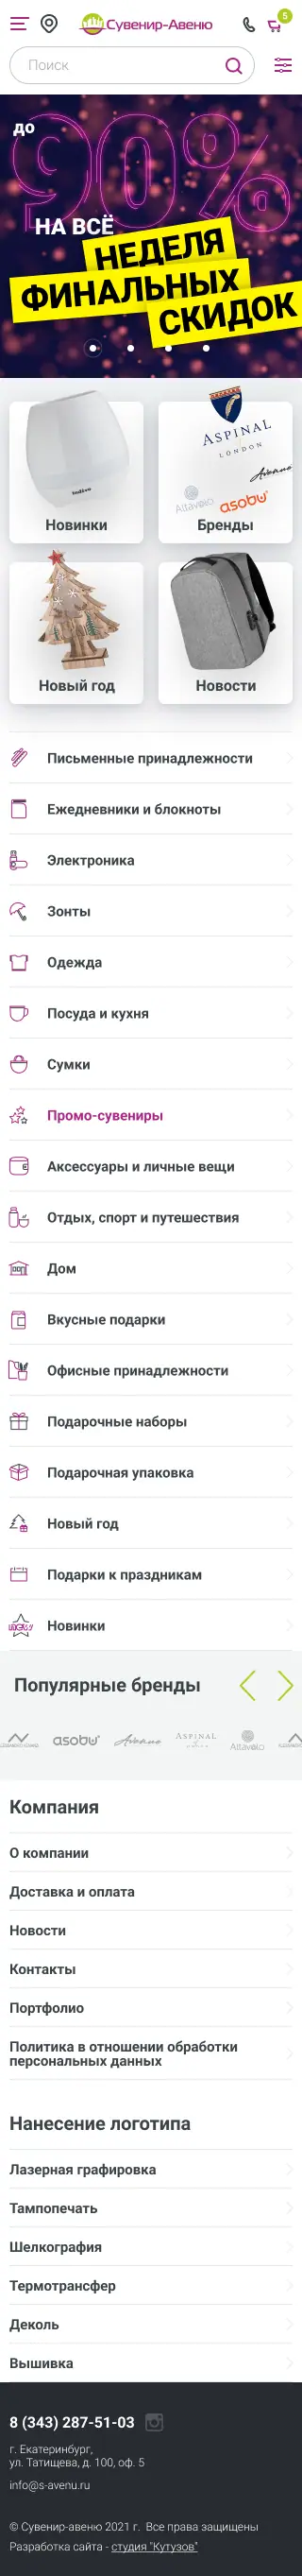 Сувенир-Авеню
5
Поиск
до
90%
НА ВСЁ
НЕДЕЛЯ
ФИНАЛЬНЫХ
СКИДОК
ASPINAL
LONDON
Attavolo
asobu
Новинки
Бренды
Новый год
Новости
Письменные принадлежности
Ежедневники и блокноты
Электроника
Зонты
Одежда
Посуда и кухня
Сумки
Промо-сувениры
Аксессуары и личные вещи
Отдых, спорт и путешествия
Дом
Вкусные подарки
Офисные принадлежности
Подарочные наборы
Подарочная упаковка
Новый год
Подарки к праздникам
Новинки
Популярные бренды
asobu
ASPINAL
Attavolo
Компания
О компании
Доставка и оплата
Новости
Контакты
Портфолио
Политика в отношении обработки
персональных данных
Нанесение логотипа
Лазерная графировка
Тампопечать
Шелкография
Термотрансфер
Деколь
Вышивка
8 (343) 287-51-03
г. Екатеринбург,
ул. Татищева, д. 100, оф. 5
info@s-avenu.ru
© Сувенир-авеню 2021 г. Все права защищены
Разработка сайта - студия "Кутузов"